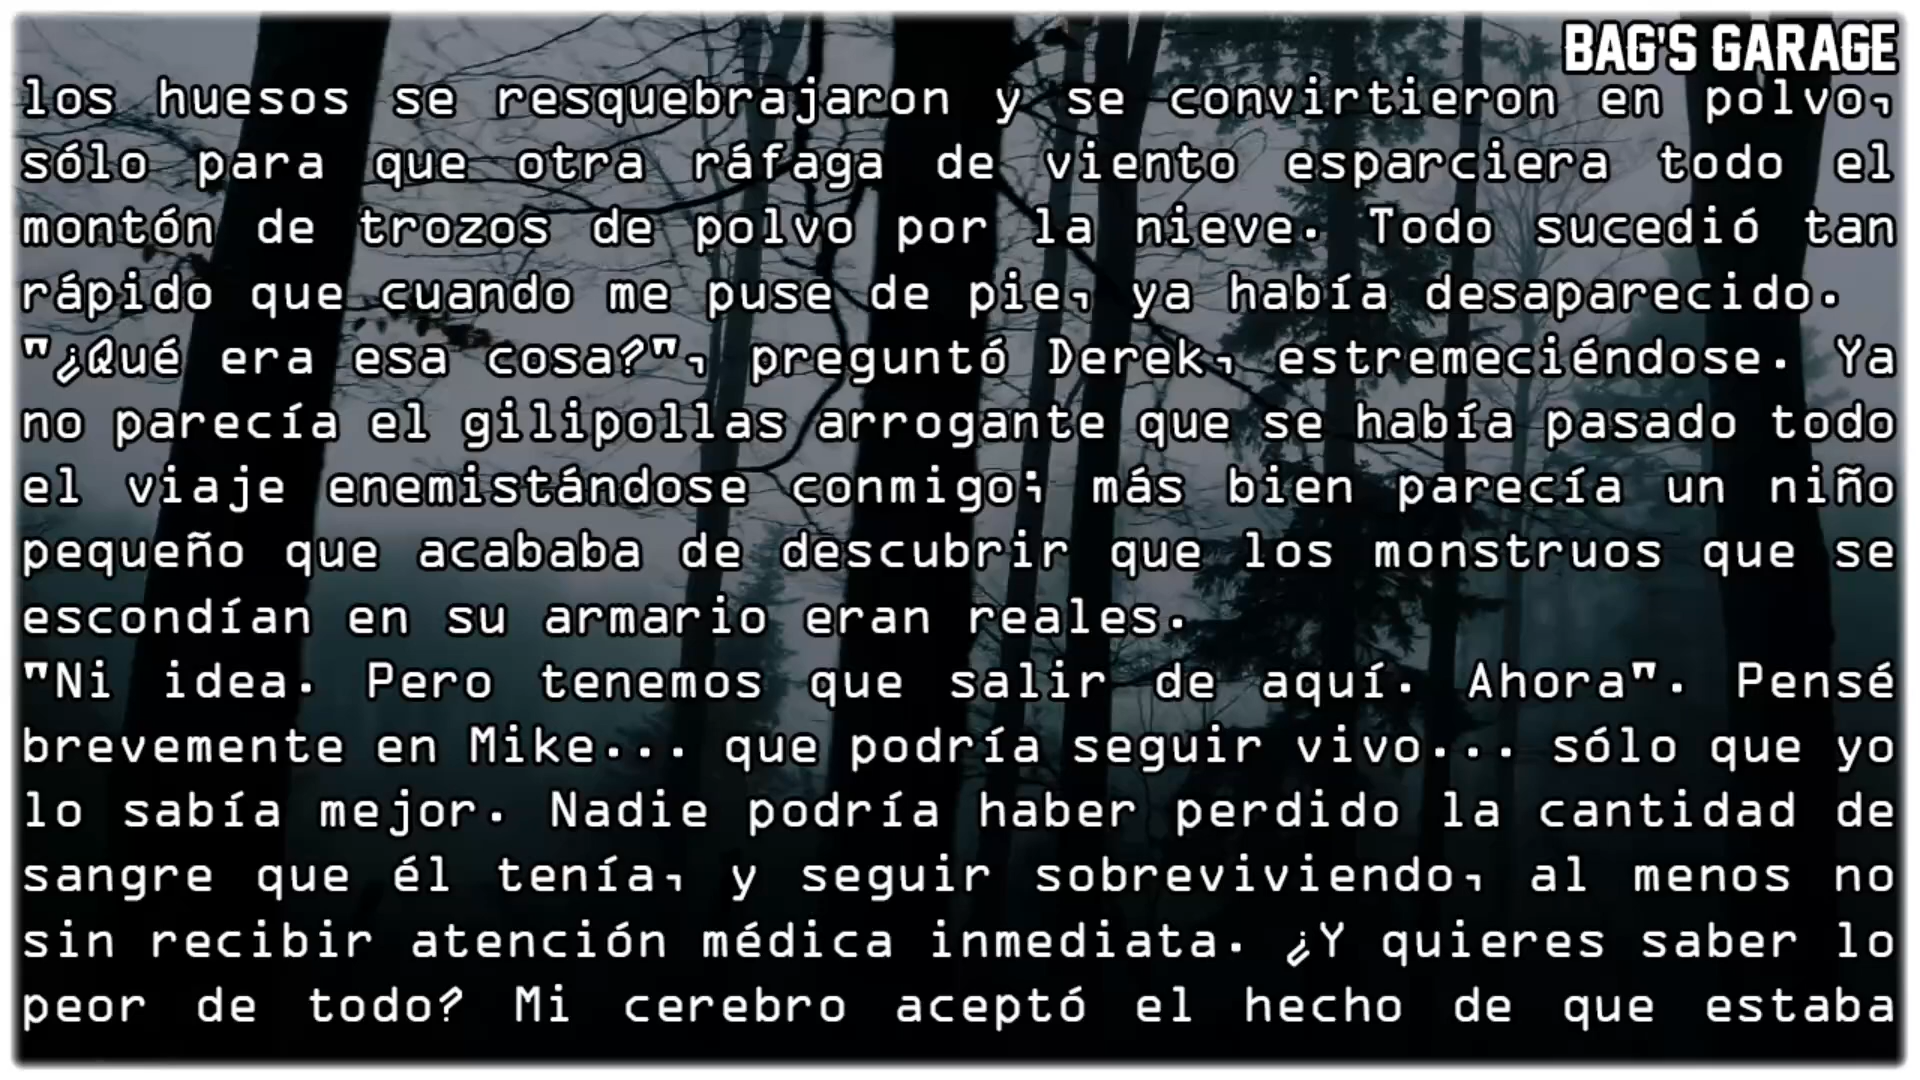 BAG'S GARAGE
los huesos se resquebrajaron y se convirtieron en polvo,
sólo para que otra ráfaga de viento esparciera todo el
montón de trozos de polvo por la nieve. Todo sucedió tan
rápido que cuando me puse de pie, ya había desaparecido.
"¿Qué era esa cosa?", preguntó Derek, estremeciéndose. Ya
no parecía el gilipollas arrogante que se había pasado todo
el viaje enemistándose conmigo; más bien parecía un niño
pequeño que acababa de descubrir que los monstruos que se
escondían en su armario eran reales.
"Ni idea. Pero tenemos que salir de aquí. Ahora". Pensé
brevemente en Mike... que podría seguir vivo... sólo que yo
lo sabía mejor. Nadie podría haber perdido la cantidad de
sangre que él tenía, y seguir sobreviviendo, al menos no
sin recibir atención médica inmediata. ¿Y quieres saber lo
peor de todo? Mi cerebro aceptó el hecho de que estaba